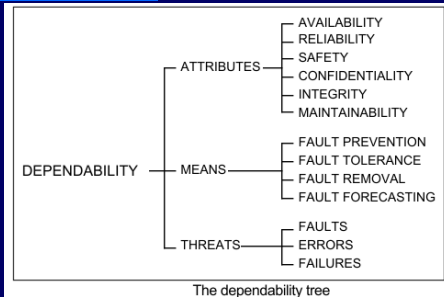 AVAILABILITY
RELIABILITY
ATTRIBUTES
SAFETY
CONFIDENTIALITY
INTEGRITY
MAINTAINABILITY
DEPENDABILITY
MEANS
FAULT PREVENTION
FAULT TOLERANCE
FAULT REMOVAL
FAULT FORECASTING
THREATS
FAULTS
ERRORS
FAILURES
The dependability tree